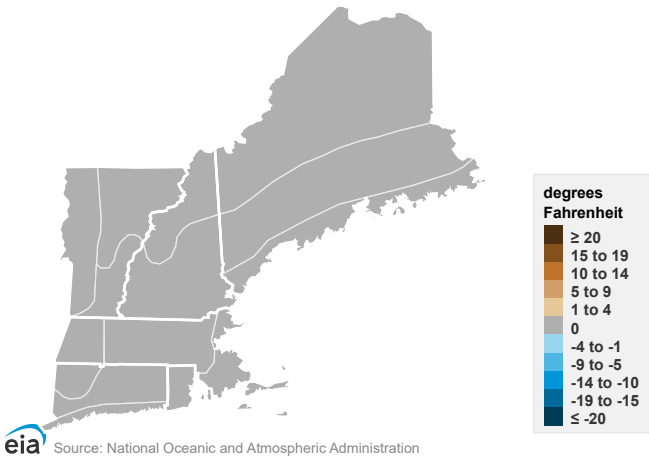 degrees
Fahrenheit
≥ 20
15 to 19
10 to 14
5 to 9
1 to 4
0
-4 to -1
-9 to -5
-14 to -10
-19 to -15
≤ -20
eia
Source: National Oceanic and Atmospheric Administration